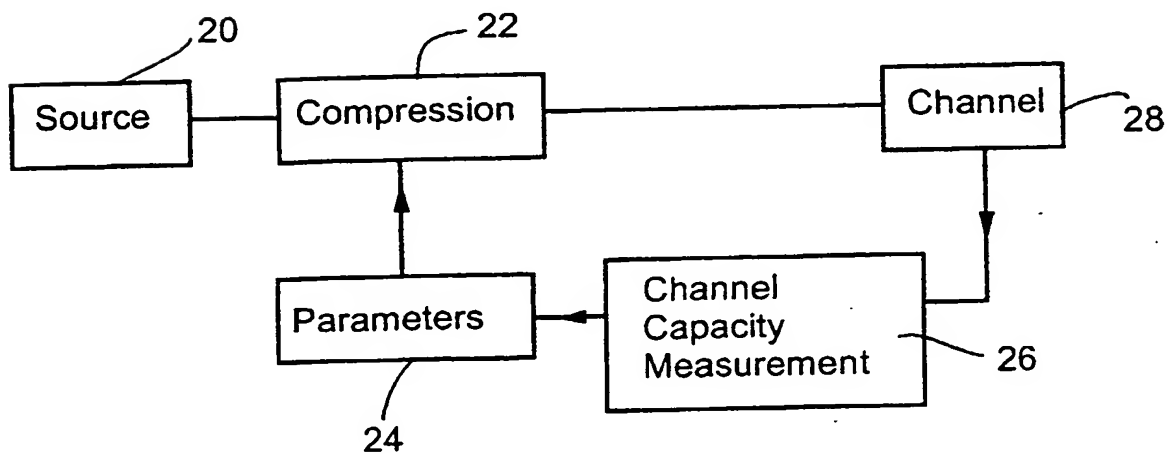 20
22
Source
Compression
Channel
28
Parameters
Channel
Capacity
Measurement
26
24